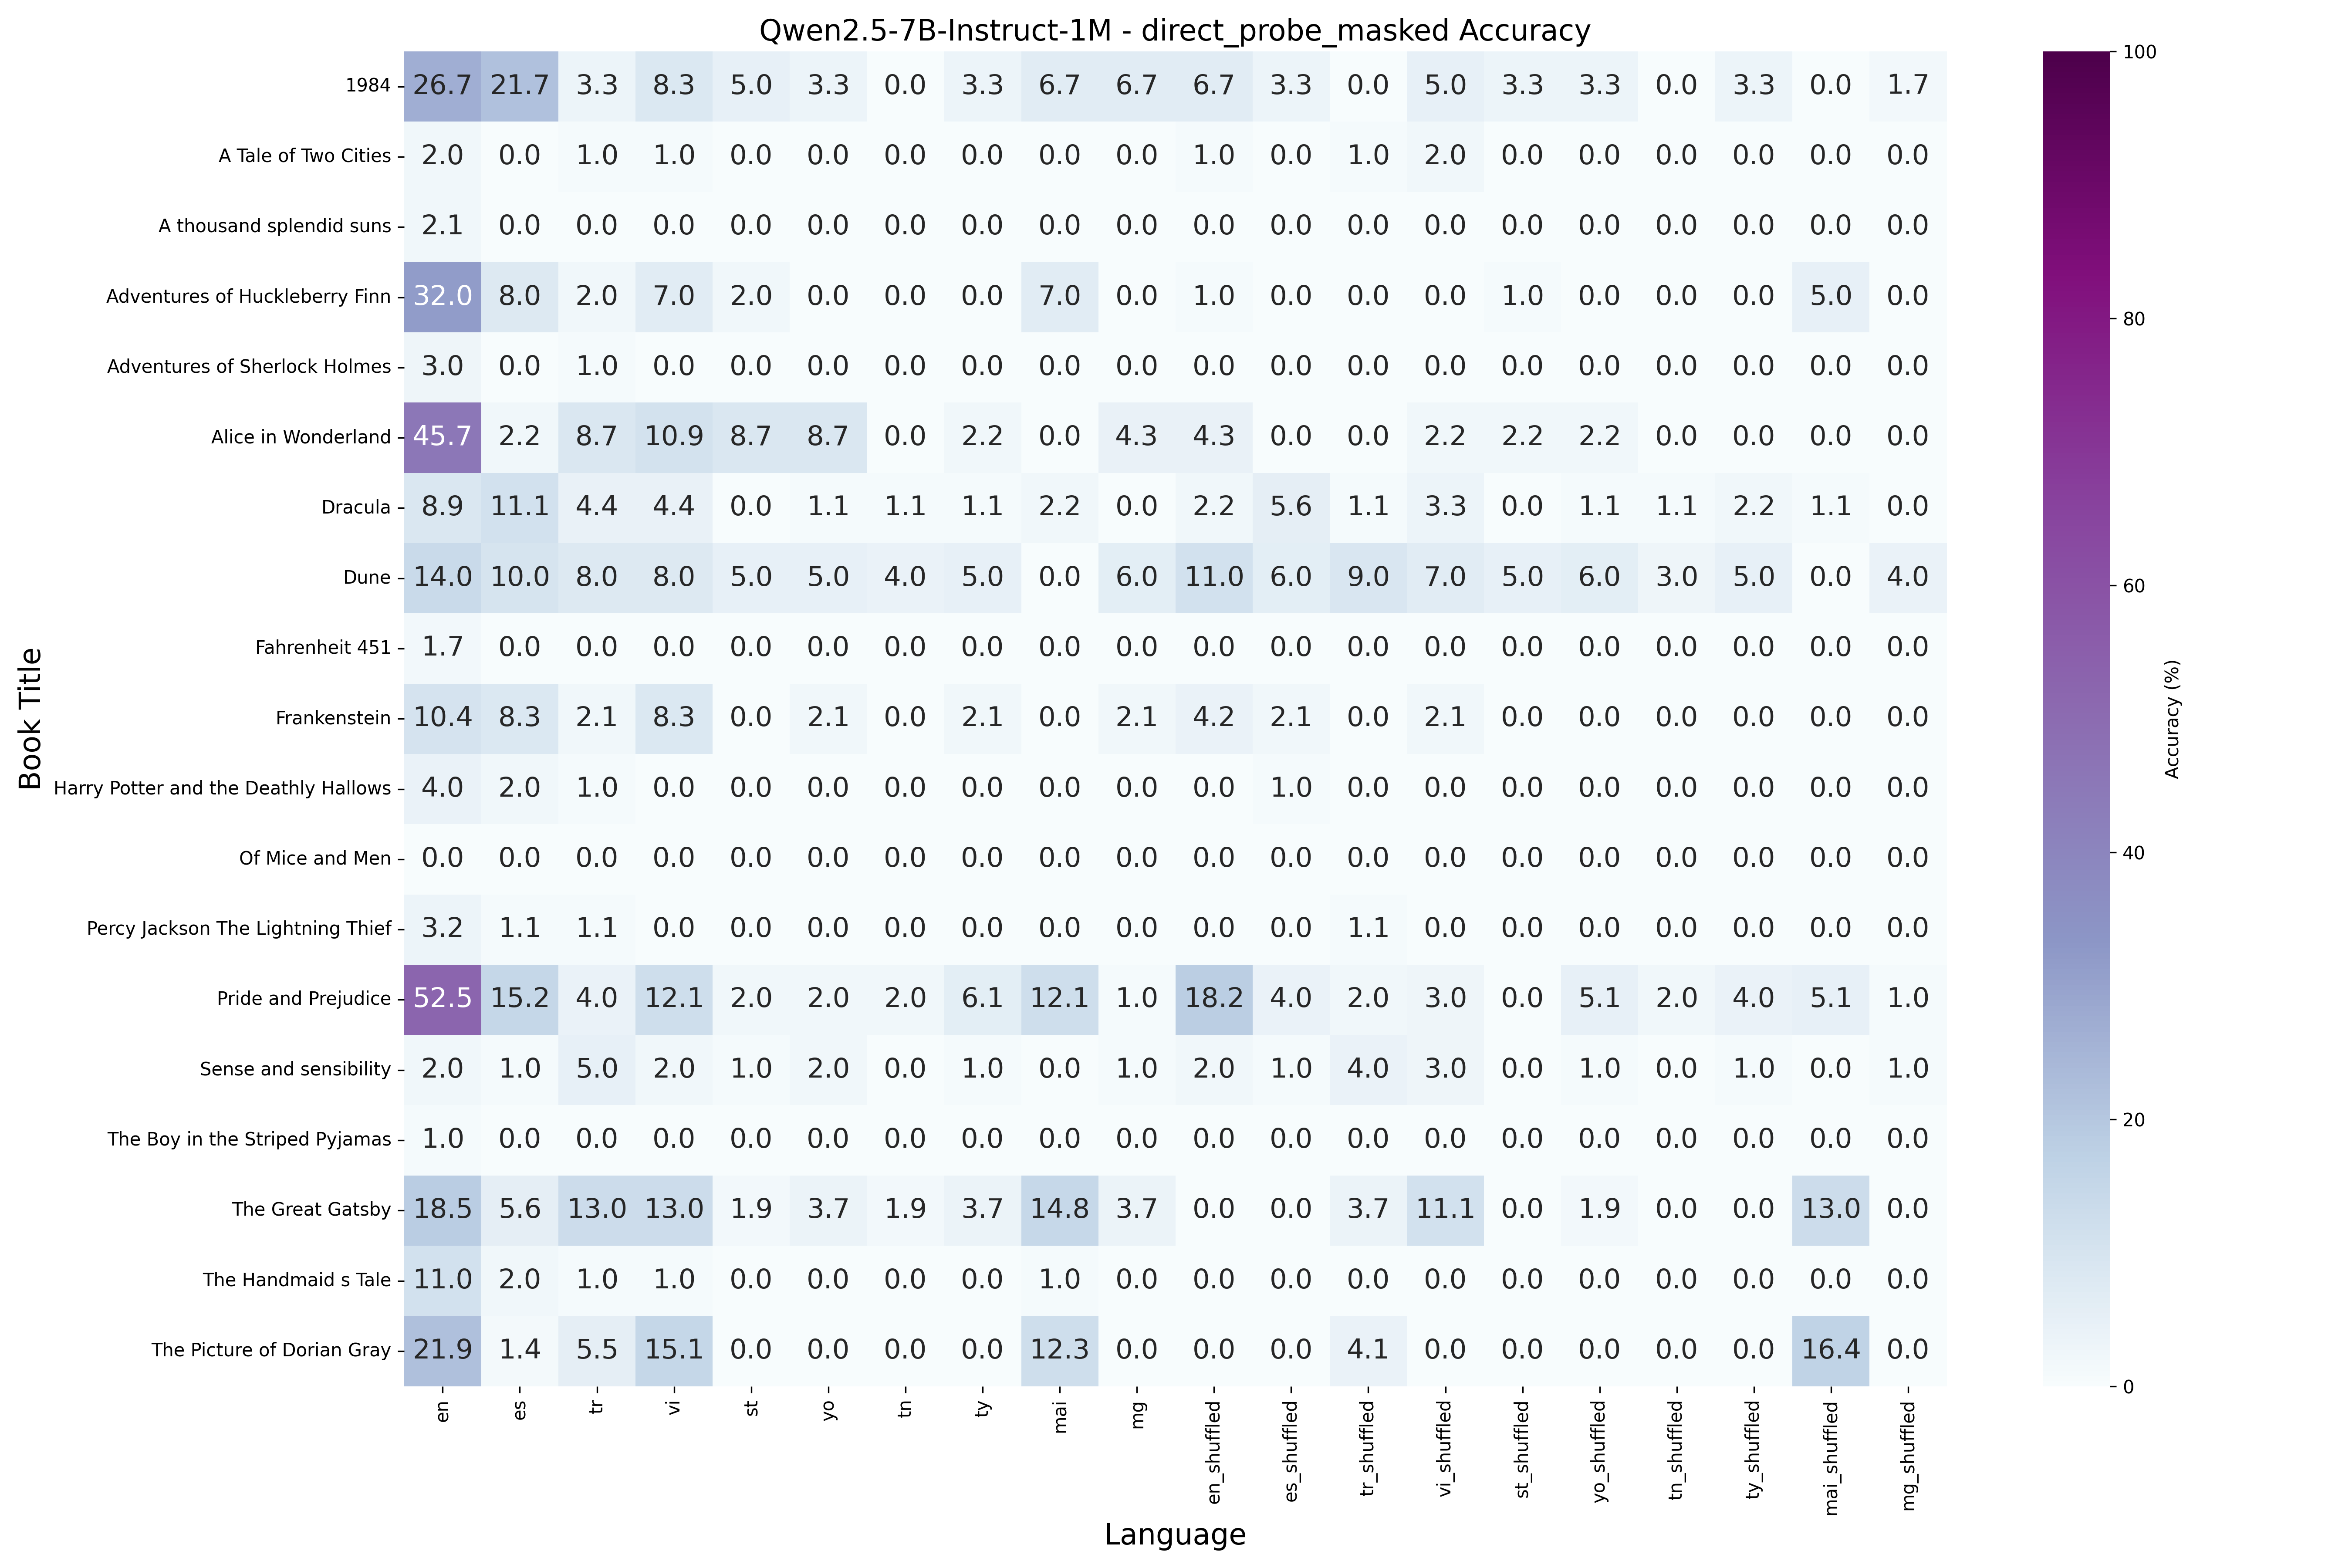 Qwen2.5-7B-Instruct-1M - direct_probe_masked Accuracy
Book Title
1984 26.7 21.7 3.3 8.3 5.0 3.3 0.0 3.3 6.7 6.7 6.7 3.3 0.0 5.0 3.3 3.3 0.0 3.3 0.0 1.7
A Tale of Two Cities 2.0 0.0 1.0 1.0 0.0 0.0 0.0 0.0 0.0 0.0 1.0 0.0 1.0 2.0 0.0 0.0 0.0 0.0 0.0 0.0
A thousand splendid suns 2.1 0.0 0.0 0.0 0.0 0.0 0.0 0.0 0.0 0.0 0.0 0.0 0.0 0.0 0.0 0.0 0.0 0.0 0.0 0.0
Adventures of Huckleberry Finn 32.0 8.0 2.0 7.0 2.0 0.0 0.0 0.0 7.0 0.0 1.0 0.0 0.0 0.0 1.0 0.0 0.0 0.0 5.0 0.0
Adventures of Sherlock Holmes 3.0 0.0 1.0 0.0 0.0 0.0 0.0 0.0 0.0 0.0 0.0 0.0 0.0 0.0 0.0 0.0 0.0 0.0 0.0 0.0
Alice in Wonderland 45.7 2.2 8.7 10.9 8.7 8.7 0.0 2.2 0.0 4.3 4.3 0.0 0.0 2.2 2.2 2.2 0.0 0.0 0.0 0.0
Dracula 8.9 11.1 4.4 4.4 0.0 1.1 1.1 1.1 2.2 0.0 2.2 5.6 1.1 3.3 0.0 1.1 1.1 2.2 1.1 0.0
Dune 14.0 10.0 8.0 8.0 5.0 5.0 4.0 5.0 0.0 6.0 11.0 6.0 9.0 7.0 5.0 6.0 3.0 5.0 0.0 4.0
Fahrenheit 451 1.7 0.0 0.0 0.0 0.0 0.0 0.0 0.0 0.0 0.0 0.0 0.0 0.0 0.0 0.0 0.0 0.0 0.0 0.0 0.0
Frankenstein 10.4 8.3 2.1 8.3 0.0 2.1 0.0 2.1 0.0 2.1 4.2 2.1 0.0 2.1 0.0 0.0 0.0 0.0 0.0 0.0
Harry Potter and the Deathly Hallows 4.0 2.0 1.0 0.0 0.0 0.0 0.0 0.0 0.0 0.0 0.0 1.0 0.0 0.0 0.0 0.0 0.0 0.0 0.0 0.0
Of Mice and Men 0.0 0.0 0.0 0.0 0.0 0.0 0.0 0.0 0.0 0.0 0.0 0.0 0.0 0.0 0.0 0.0 0.0 0.0 0.0 0.0
Percy Jackson The Lightning Thief 3.2 1.1 1.1 0.0 0.0 0.0 0.0 0.0 0.0 0.0 0.0 0.0 1.1 0.0 0.0 0.0 0.0 0.0 0.0 0.0
Pride and Prejudice 52.5 15.2 4.0 12.1 2.0 2.0 2.0 6.1 12.1 1.0 18.2 4.0 2.0 3.0 0.0 5.1 2.0 4.0 5.1 1.0
Sense and sensibility 2.0 1.0 5.0 2.0 1.0 2.0 0.0 1.0 0.0 1.0 2.0 1.0 4.0 3.0 0.0 1.0 0.0 1.0 0.0 1.0
The Boy in the Striped Pyjamas 1.0 0.0 0.0 0.0 0.0 0.0 0.0 0.0 0.0 0.0 0.0 0.0 0.0 0.0 0.0 0.0 0.0 0.0 0.0 0.0
The Great Gatsby 18.5 5.6 13.0 13.0 1.9 3.7 1.9 3.7 14.8 3.7 0.0 0.0 3.7 11.1 0.0 1.9 0.0 0.0 13.0 0.0
The Handmaid s Tale 11.0 2.0 1.0 1.0 0.0 0.0 0.0 0.0 1.0 0.0 0.0 0.0 0.0 0.0 0.0 0.0 0.0 0.0 0.0 0.0
The Picture of Dorian Gray 21.9 1.4 5.5 15.1 0.0 0.0 0.0 0.0 12.3 0.0 0.0 0.0 4.1 0.0 0.0 0.0 0.0 0.0 16.4 0.0
en es tr vi st yo tn ty mai mg en_shuffled es_shuffled tr_shuffled vi_shuffled st_shuffled yo_shuffled tn_shuffled ty_shuffled mai_shuffled mg_shuffled
Language
100
80
60
40
20
0
Accuracy (%)